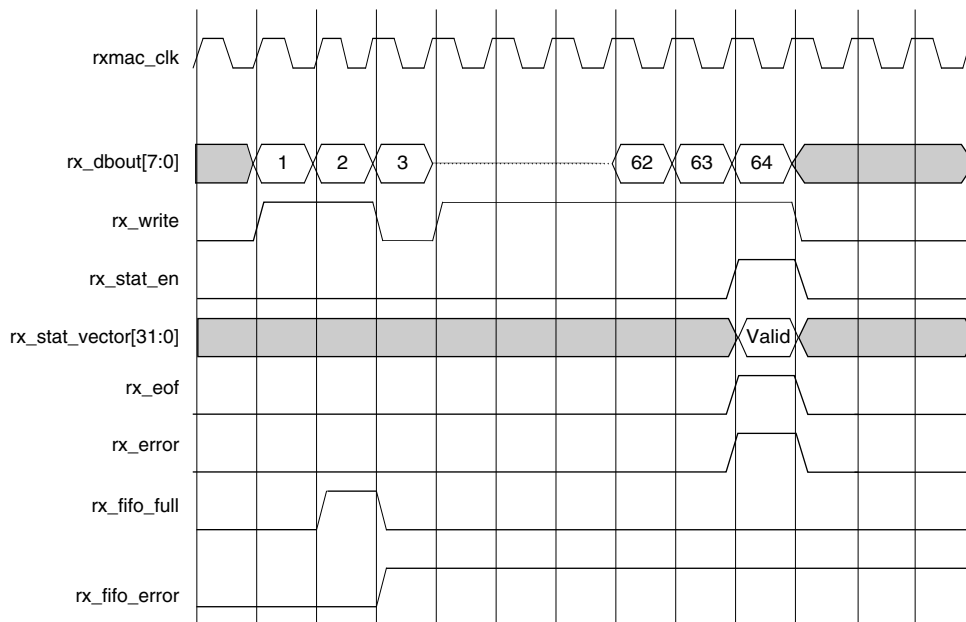 rxmac_clk
rx_dbout[7:0] 1 2 3 62 63 64
rx_write
rx_stat_en
rx_stat_vector[31:0] Valid
rx_eof
rx_error
rx_fifo_full
rx_fifo_error